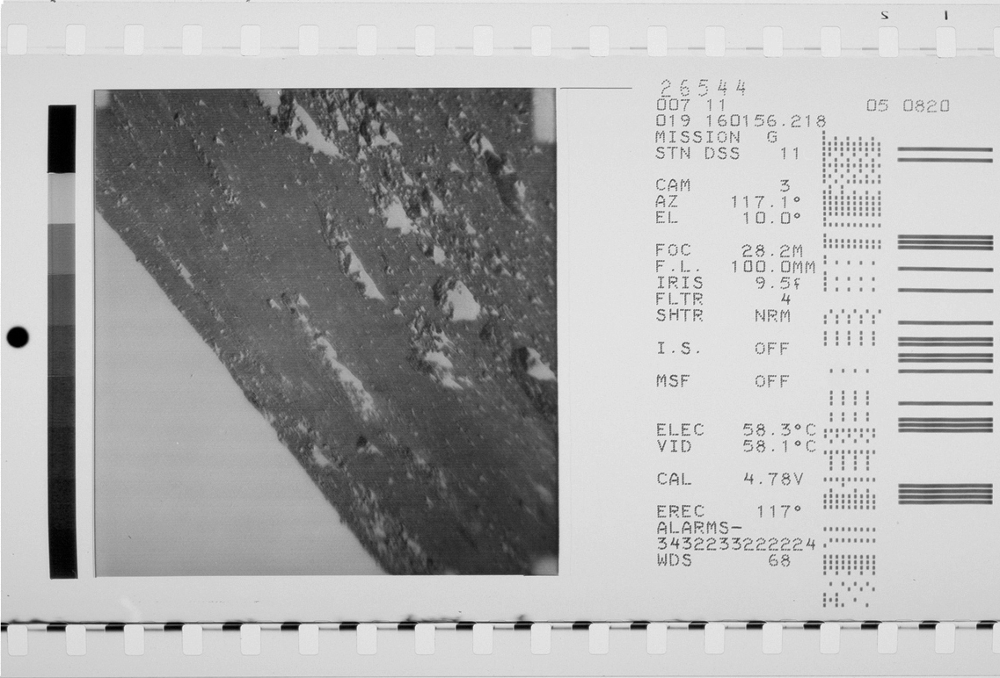 S 1
26544
007 11 05 0820
019 160156.218
MISSION G
STN DSS 11
CAM 3
AZ 117.1°
EL 10.0°
FOC 28.2M
F.L. 100.0MM
IRIS 9.5f
FLTR 4
SHTR NRM
I.S. OFF
MSF OFF
ELEC 58.3°C
VID 58.1°C
CAL 4.78V
EREC 117°
ALARMS-
3432233222224
WDS 68